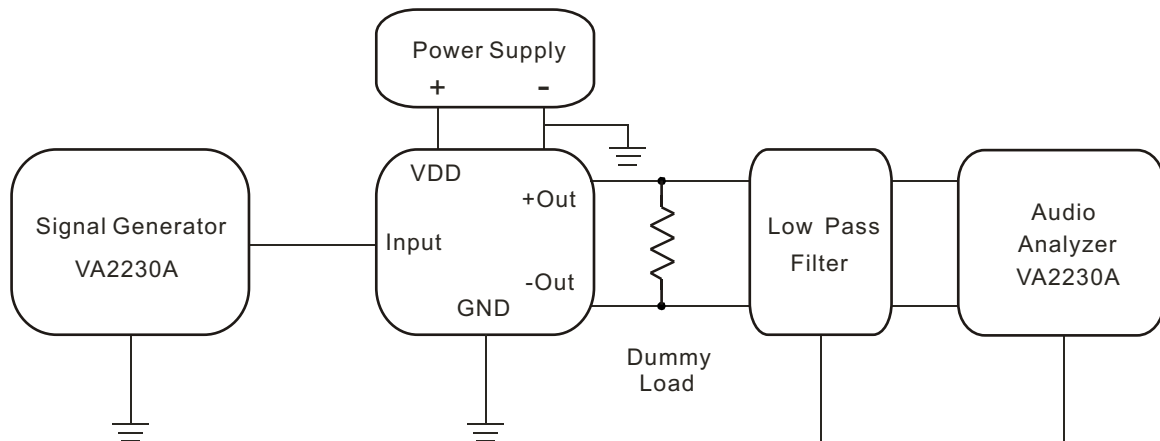 Power Supply
+ -
VDD
+Out
Signal Generator
VA2230A
Input
-Out
GND
Dummy
Load
Low Pass
Filter
Audio
Analyzer
VA2230A